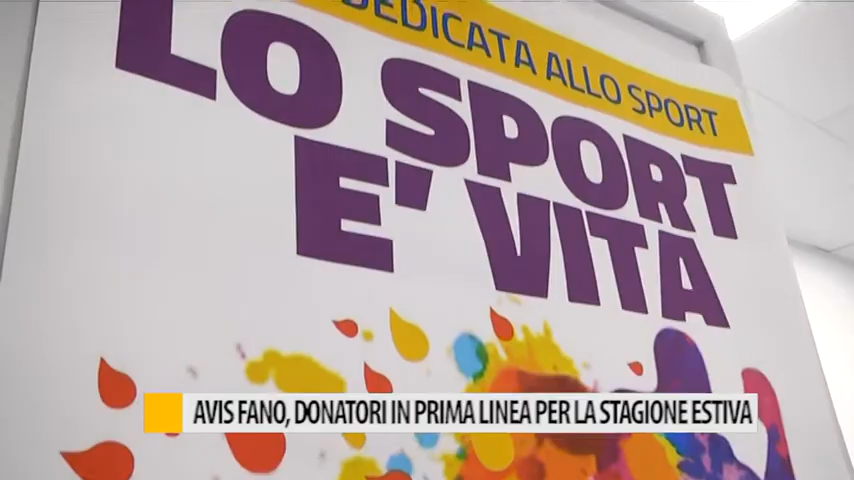 DEDICATA ALLO SPORT
LO SPORT
E' VITA
AVIS FANO, DONATORI IN PRIMA LINEA PER LA STAGIONE ESTIVA